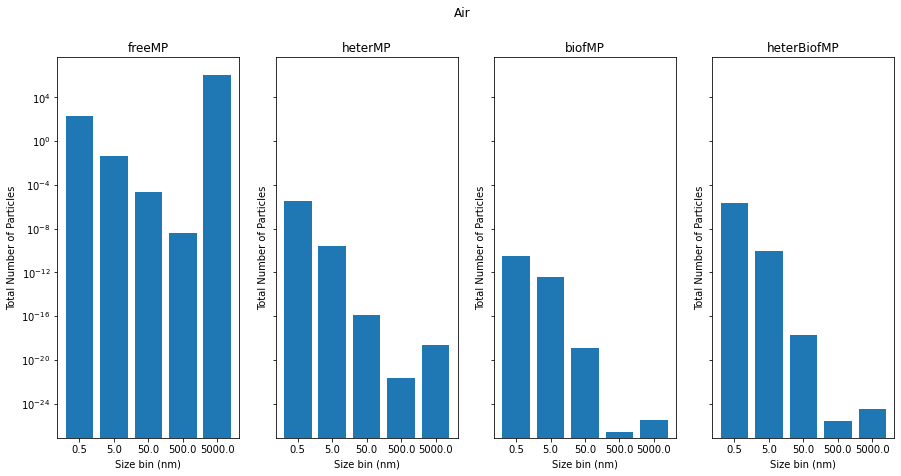 Air
freeMP
heterMP
biofMP
heterBiofMP
Total Number of Particles
10⁴
10⁰
10⁻⁴
10⁻⁸
10⁻¹²
10⁻¹⁶
10⁻²⁰
10⁻²⁴
Total Number of Particles
Total Number of Particles
Total Number of Particles
0.5 5.0 50.0 500.0 5000.0
0.5 5.0 50.0 500.0 5000.0
0.5 5.0 50.0 500.0 5000.0
0.5 5.0 50.0 500.0 5000.0
Size bin (nm)
Size bin (nm)
Size bin (nm)
Size bin (nm)